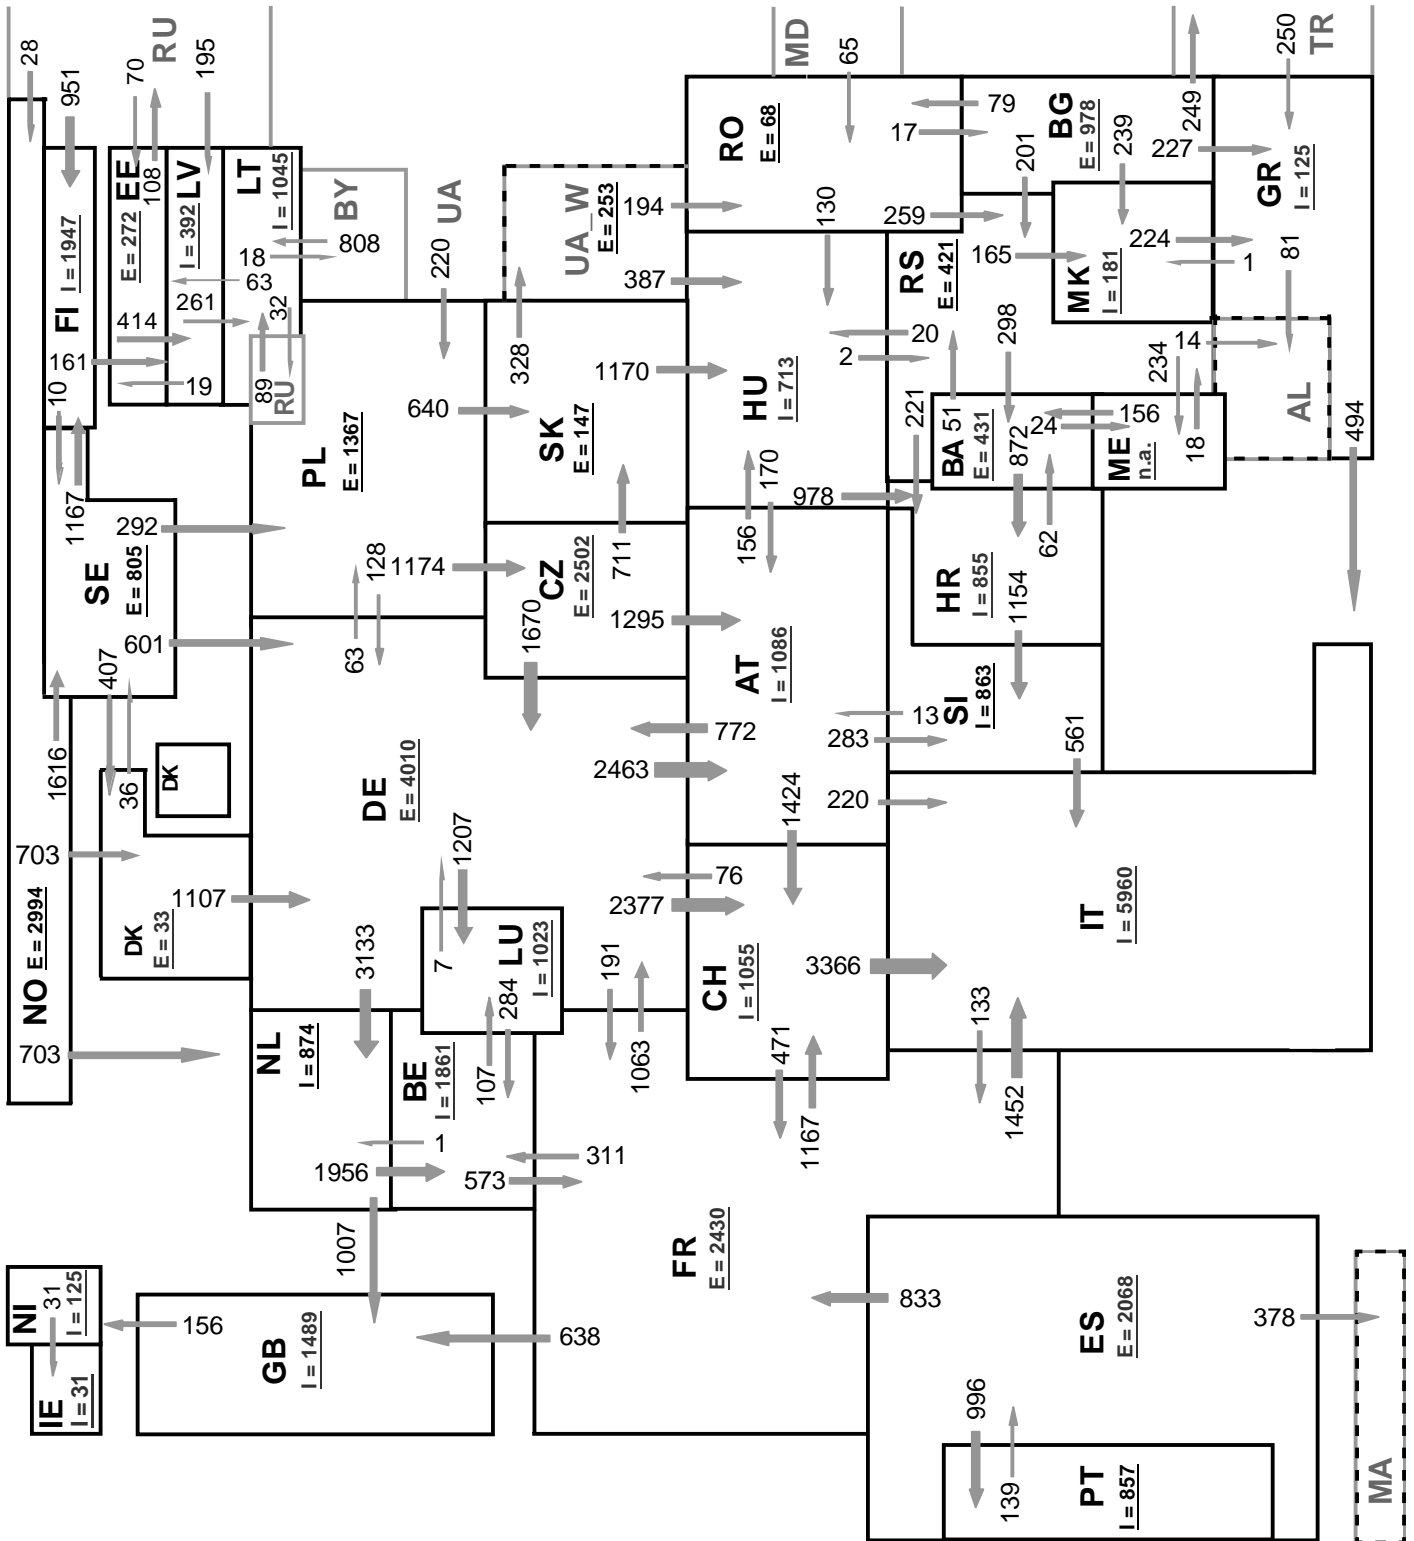 28
951
70
RU
195
MD
65
249
250
TR
NO
E = 2994
FI
I = 1947
EE
E = 272
108
LV
I = 392
LT
I = 1045
BY
808
18
UA
220
UA_W
E = 253
194
387
328
RO
E = 68
130
17
79
259
201
BG
E = 978
239
227
GR
I = 125
81
494
414
161
19
261
63
32
89
RU
10
1167
SE
E = 805
292
601
407
36
1616
703
703
DK
DK
E = 33
1107
PL
E = 1367
640
1174
128
63
SK
E = 147
1170
711
CZ
E = 2502
1670
1295
HU
I = 713
20
2
170
156
978
221
RS
E = 421
165
298
MK
I = 181
224
1
14
234
AL
BA
E = 431
51
872
24
156
62
ME
n.a.
18
HR
I = 855
1154
SI
I = 863
13
283
220
561
AT
I = 1086
772
2463
1424
DE
E = 4010
7
1207
76
2377
3133
LU
I = 1023
284
107
191
1063
CH
I = 1055
3366
471
1167
IT
I = 5960
133
1452
NL
I = 874
BE
I = 1861
1
1956
573
311
1007
NI
I = 125
31
156
IE
I = 31
GB
I = 1489
638
FR
E = 2430
833
ES
E = 2068
378
996
139
PT
I = 857
MA